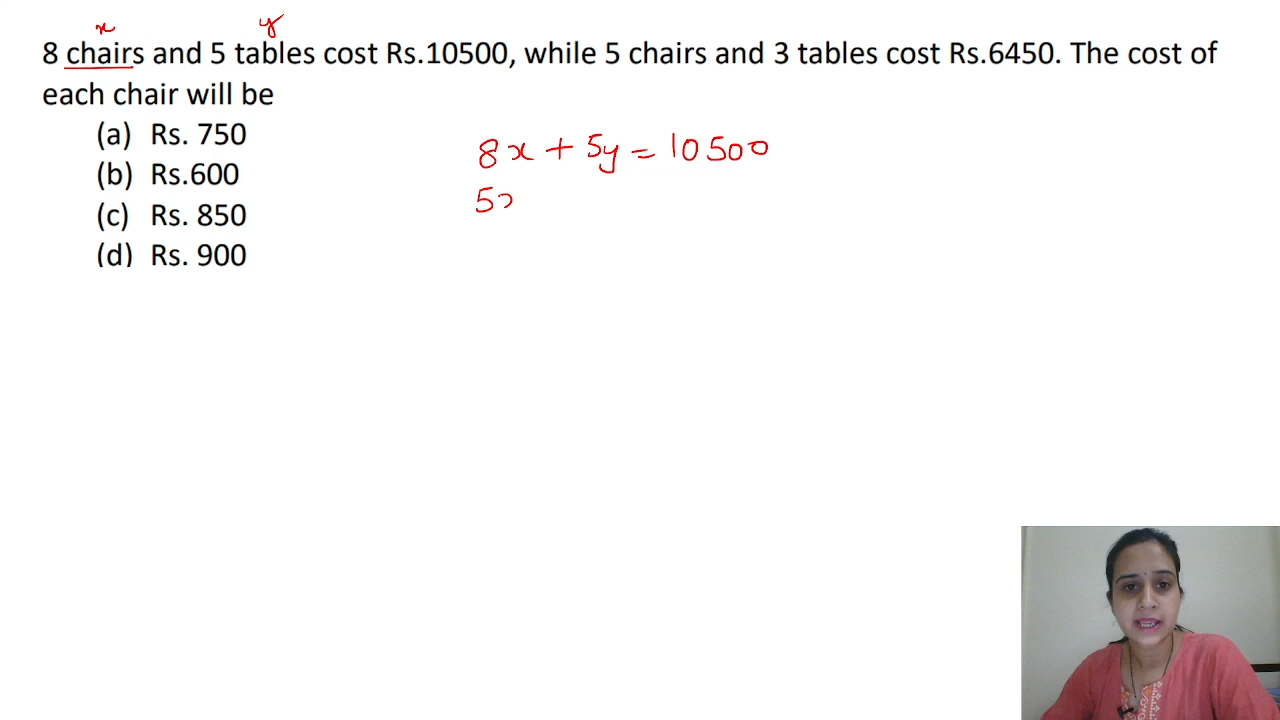 x y
8 chairs and 5 tables cost Rs.10500, while 5 chairs and 3 tables cost Rs.6450. The cost of
each chair will be
(a) Rs. 750
(b) Rs.600
(c) Rs. 850
(d) Rs. 900
8x + 5y = 10500
5x